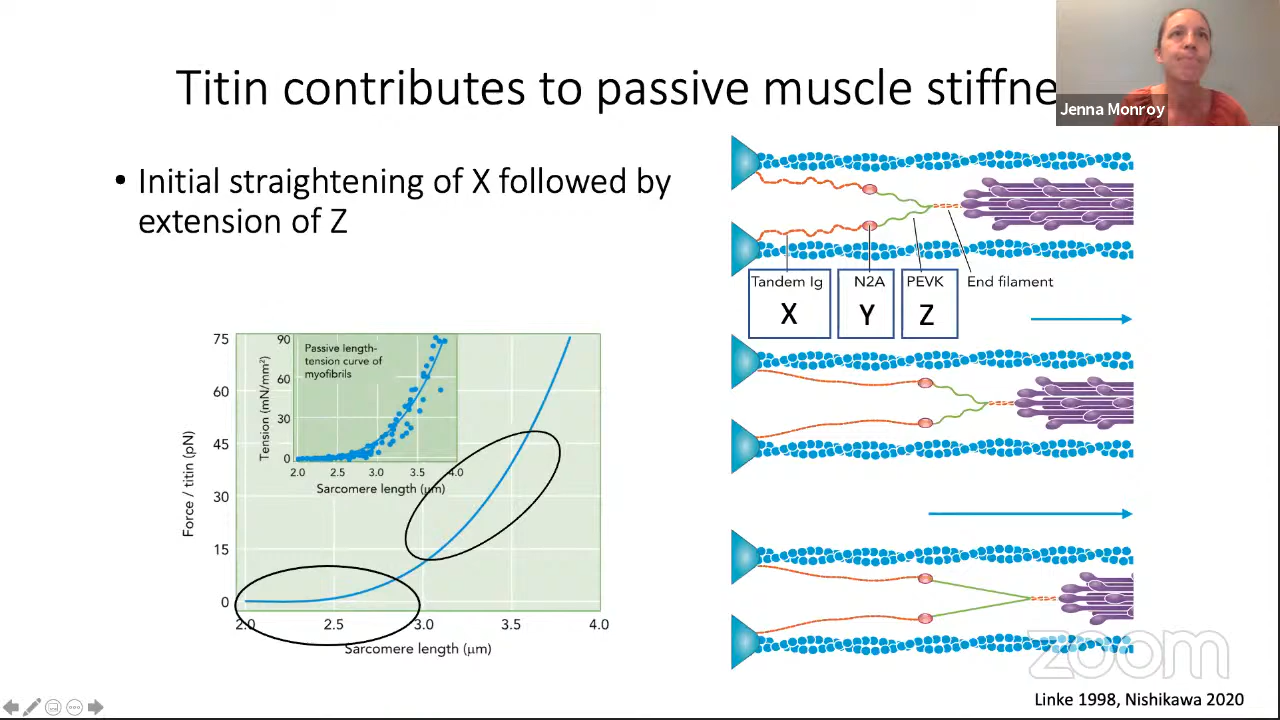 Titin contributes to passive muscle stiffne
Jenna Monroy
• Initial straightening of X followed by
extension of Z
Tandem Ig
N2A
PEVK
End filament
X
Y
Z
75
60
45
30
15
0
Force / titin (pN)
2.0
2.5
3.0
3.5
4.0
Sarcomere length (μm)
90
60
30
0
Tension (mN/mm²)
Passive length-
tension curve of
myofibrils
2.0
2.5
3.0
3.5
4.0
Sarcomere length (μm)
zoom
Linke 1998, Nishikawa 2020